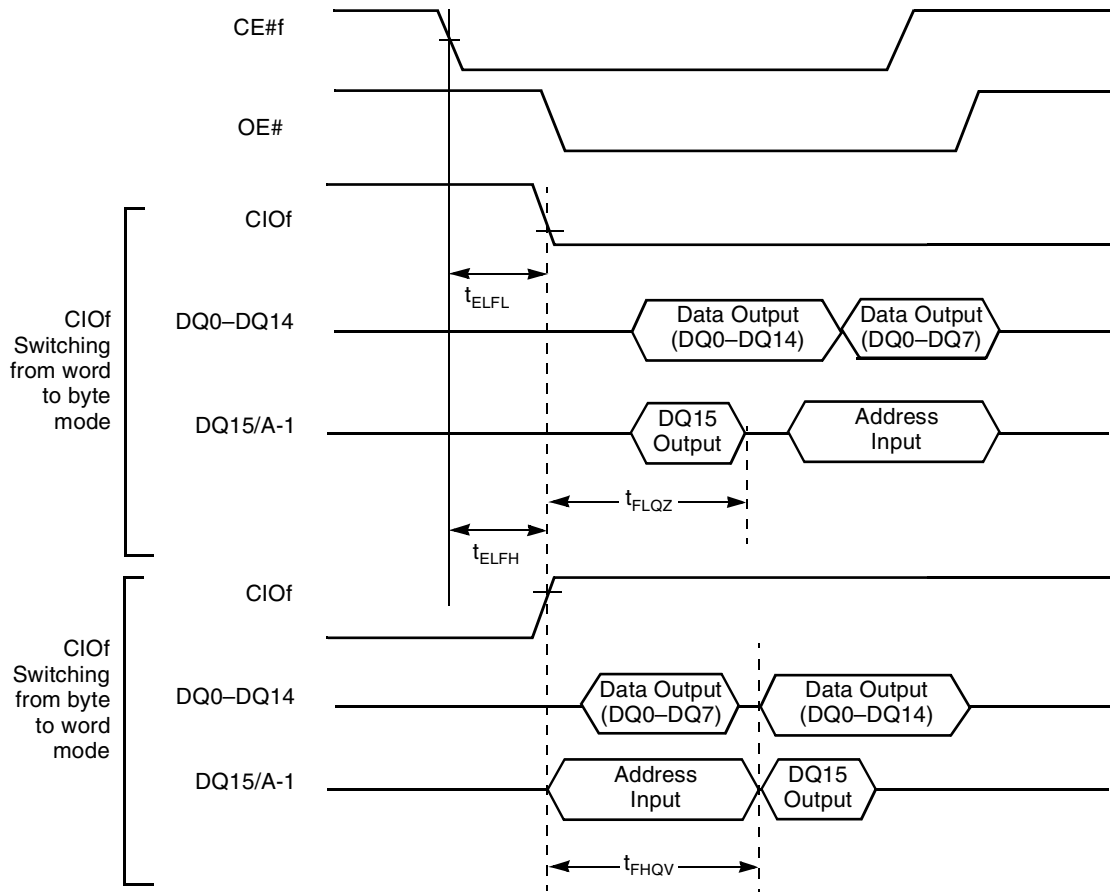 CE#f
OE#
CIOf
Switching
from word
to byte
mode
CIOf
tELFL
DQ0–DQ14
Data Output
(DQ0–DQ14)
Data Output
(DQ0–DQ7)
DQ15/A-1
DQ15
Output
Address
Input
tFLQZ
tELFH
CIOf
Switching
from byte
to word
mode
CIOf
DQ0–DQ14
Data Output
(DQ0–DQ7)
Data Output
(DQ0–DQ14)
DQ15/A-1
Address
Input
DQ15
Output
tFHQV